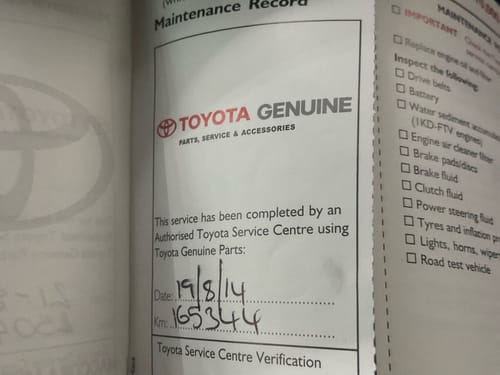 Maintenance Record
TOYOTA GENUINE
PARTS, SERVICE & ACCESSORIES
This service has been completed by an
Authorised Toyota Service Centre using
Toyota Genuine Parts:
Date: 19/8/14
Km: 165344
Toyota Service Centre Verification
MAINTENANCE
IMPORTANT
Replace engine oil and filter
Inspect the following:
Drive belts
Battery
Water sediment
(1KD-FTV engines)
Engine air cleaner filter
Brake pads/discs
Brake fluid
Clutch fluid
Power steering fluid
Tyres and inflation
Lights, horns,
Road test vehicle